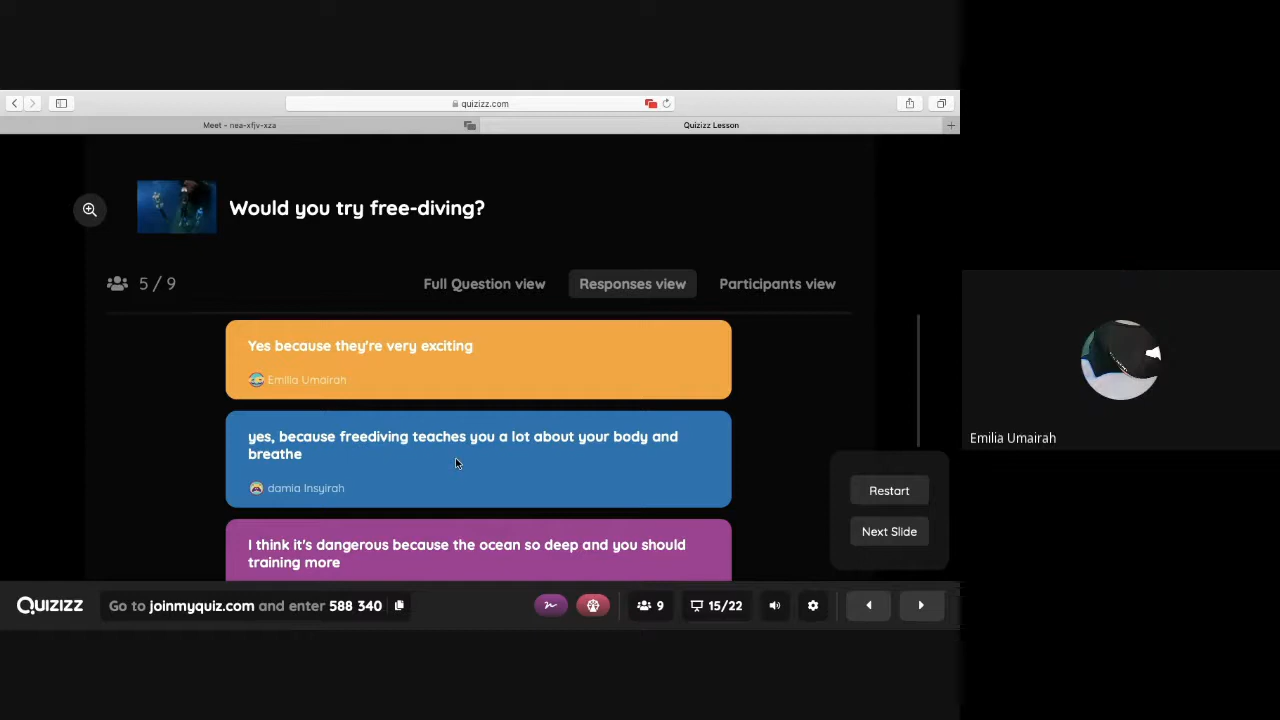 quizizz.com
Meet – nea-xfjv-xza
Quizizz Lesson
Would you try free-diving?
5 / 9
Full Question view
Responses view
Participants view
Yes because they're very exciting
Emilia Umairah
yes, because freediving teaches you a lot about your body and
breathe
damia Insyirah
I think it's dangerous because the ocean so deep and you should
training more
Restart
Next Slide
Emilia Umairah
QUIZIZZ
Go to joinmyquiz.com and enter 588 340
9
15/22